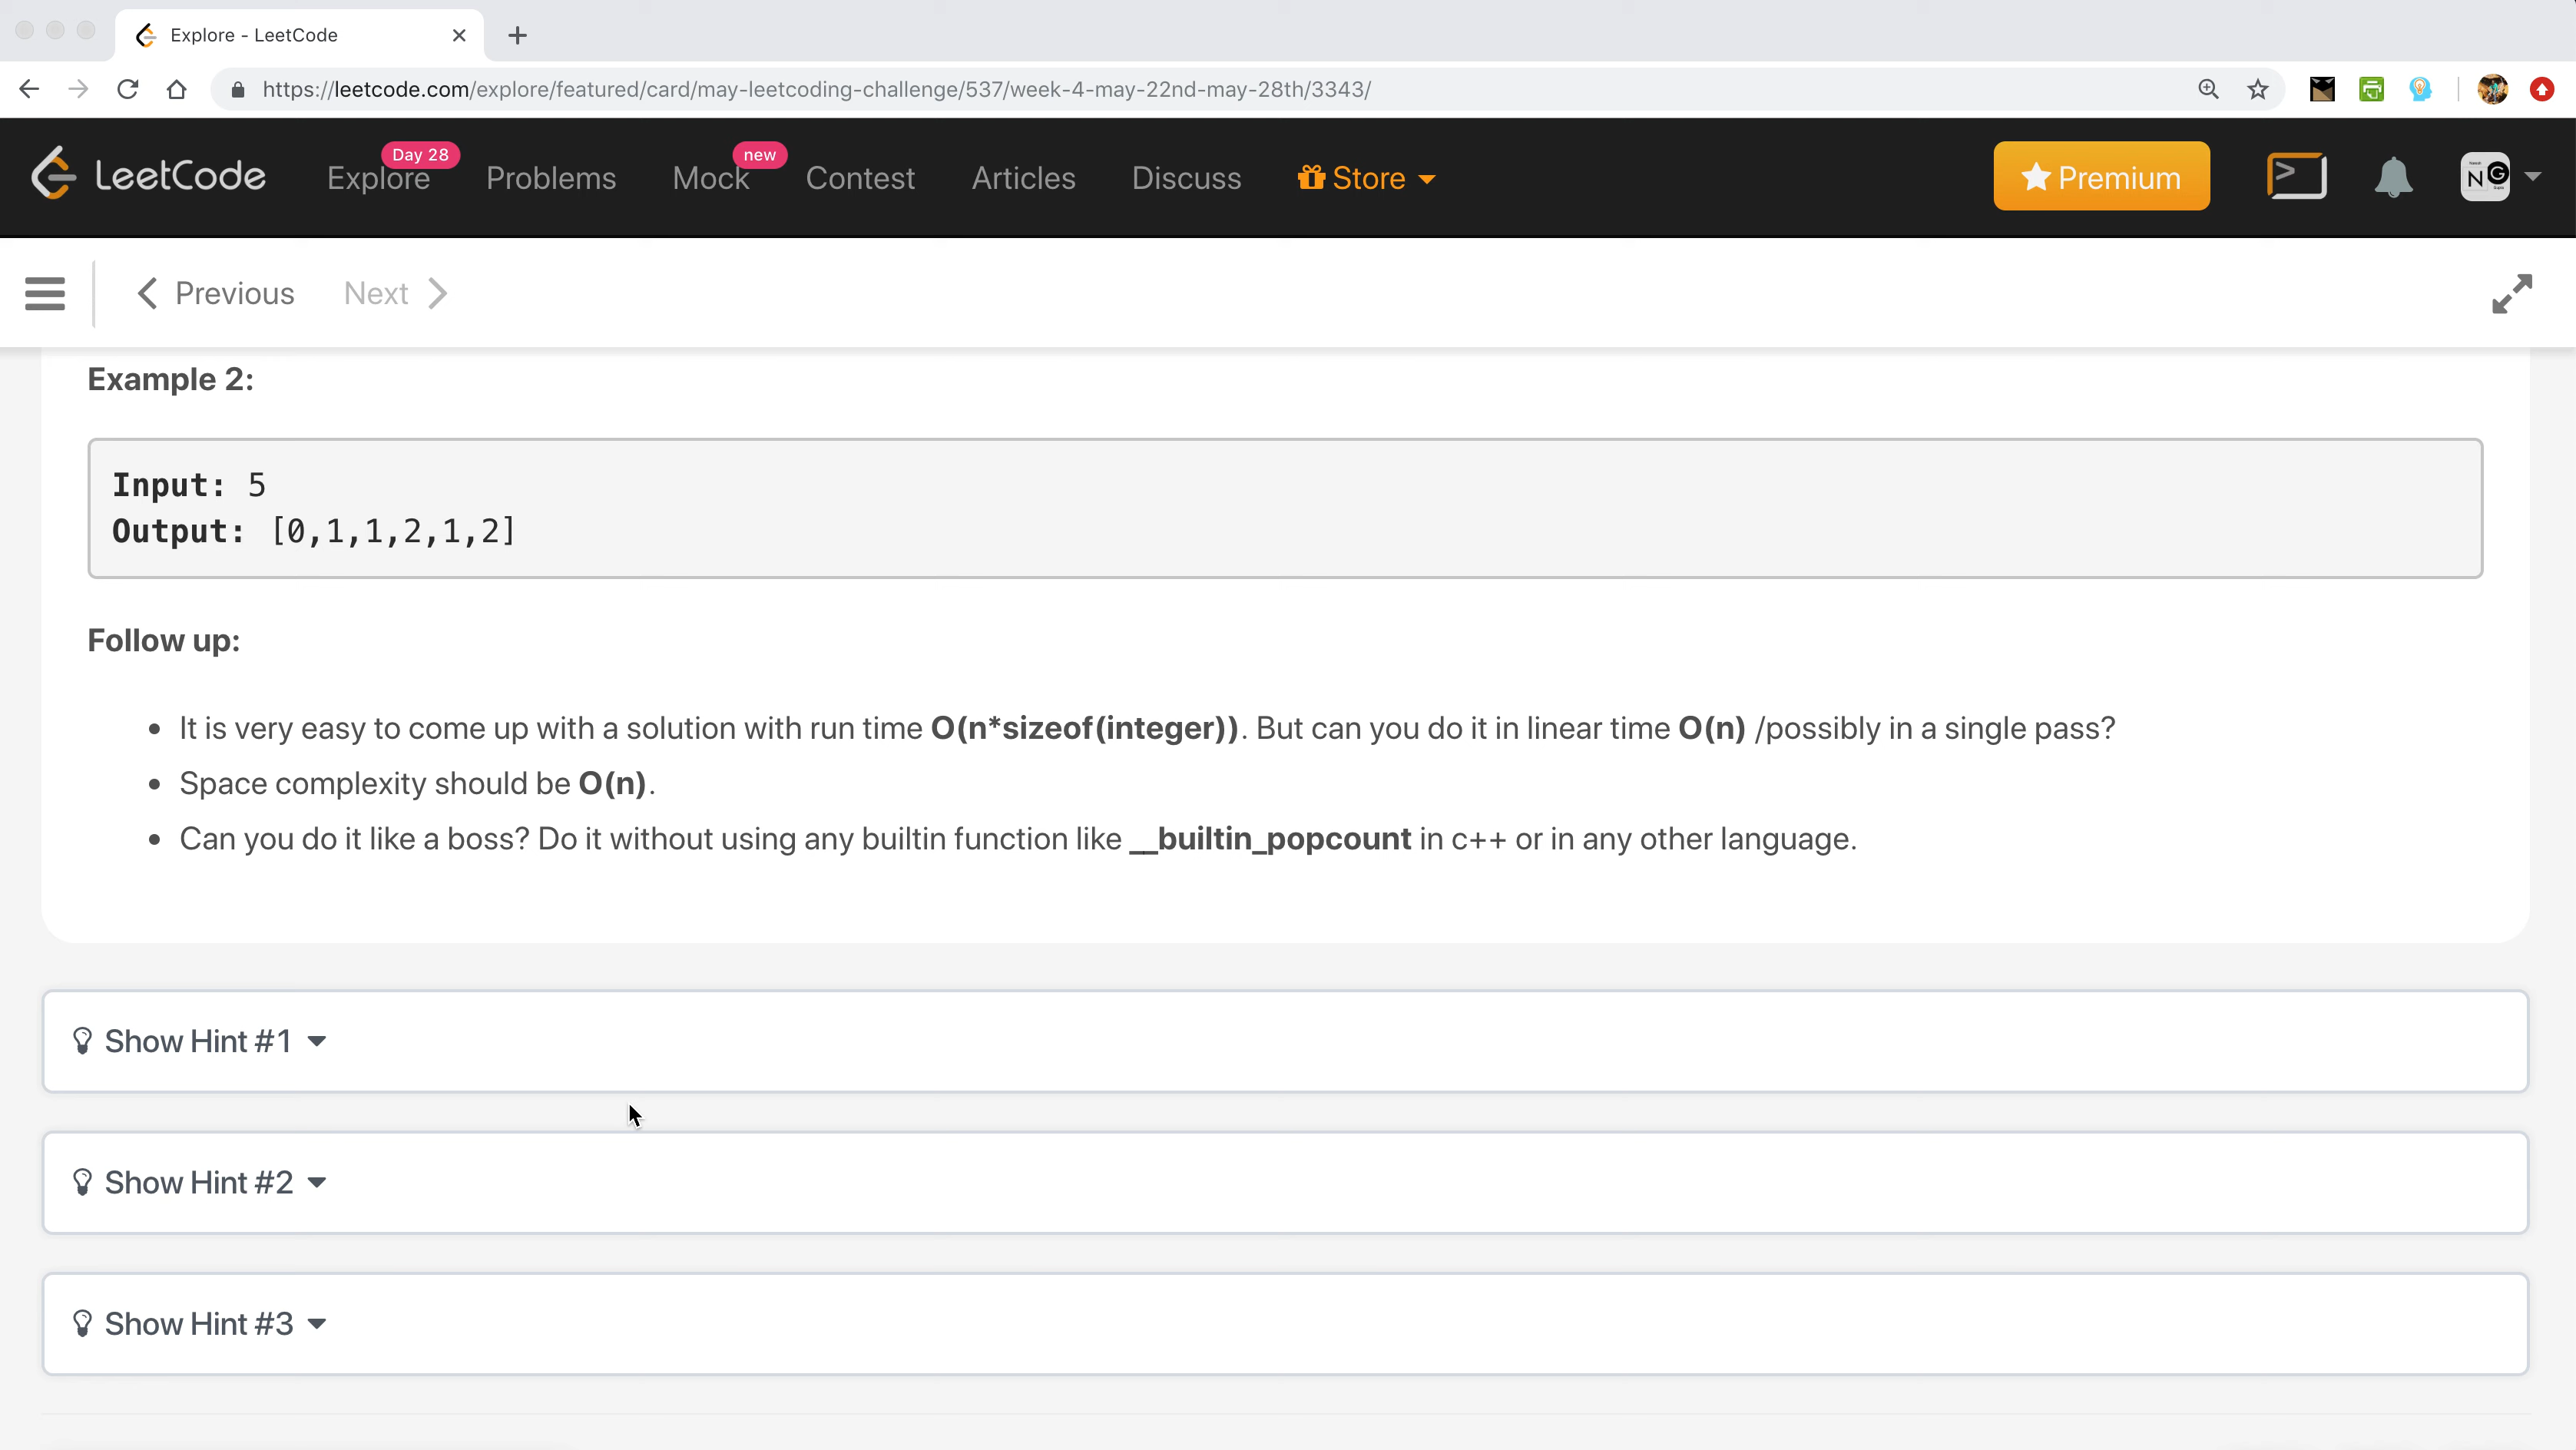 Explore - LeetCode
https://leetcode.com/explore/featured/card/may-leetcoding-challenge/537/week-4-may-22nd-may-28th/3343/
LeetCode Explore Day 28 Problems Mock new Contest Articles Discuss Store Premium N G
Previous Next
Example 2:
Input: 5
Output: [0,1,1,2,1,2]
Follow up:
It is very easy to come up with a solution with run time O(n*sizeof(integer)). But can you do it in linear time O(n) /possibly in a single pass?
Space complexity should be O(n).
Can you do it like a boss? Do it without using any builtin function like __builtin_popcount in c++ or in any other language.
Show Hint #1
Show Hint #2
Show Hint #3